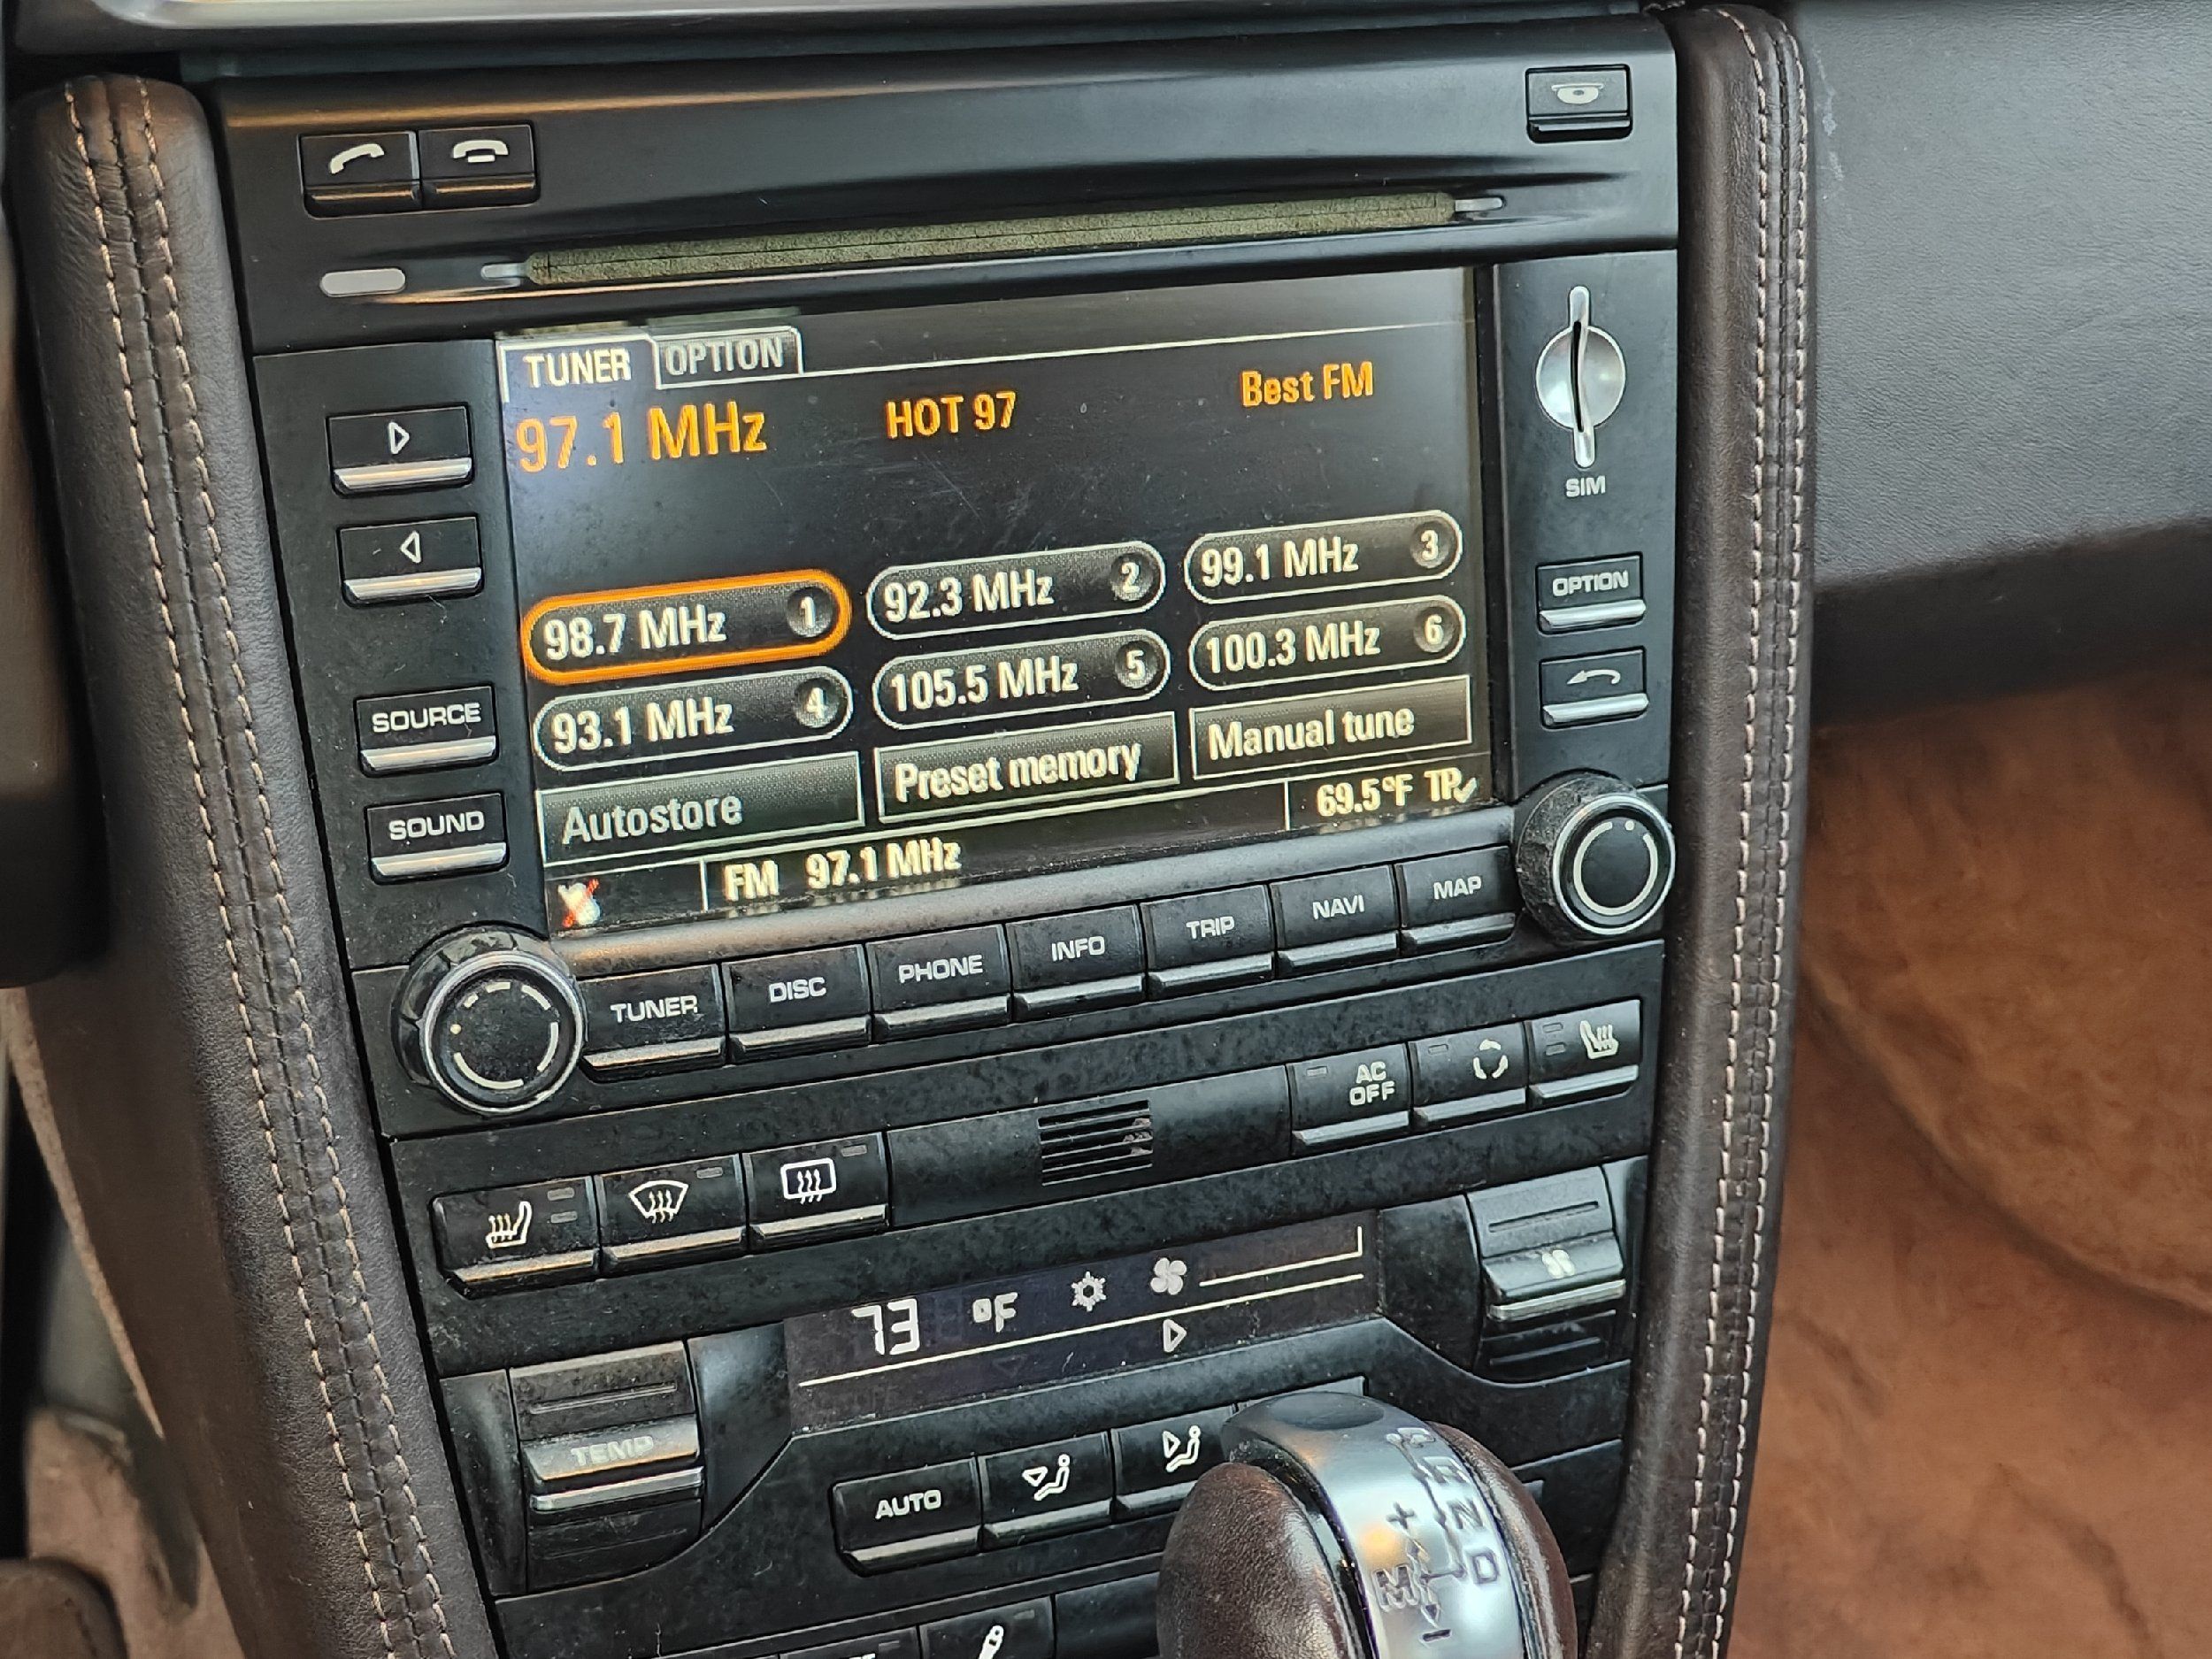 TUNER OPTION
97.1 MHz HOT 97 Best FM
98.7 MHz 1 92.3 MHz 2 99.1 MHz 3
93.1 MHz 4 105.5 MHz 5 100.3 MHz 6
Autostore Preset memory Manual tune
FM 97.1 MHz 69.5°F TP
SIM
OPTION
SOURCE
SOUND
TUNER DISC PHONE INFO TRIP NAVI MAP
AC
OFF
73 °F
TEMP
AUTO
+ N
M D
-